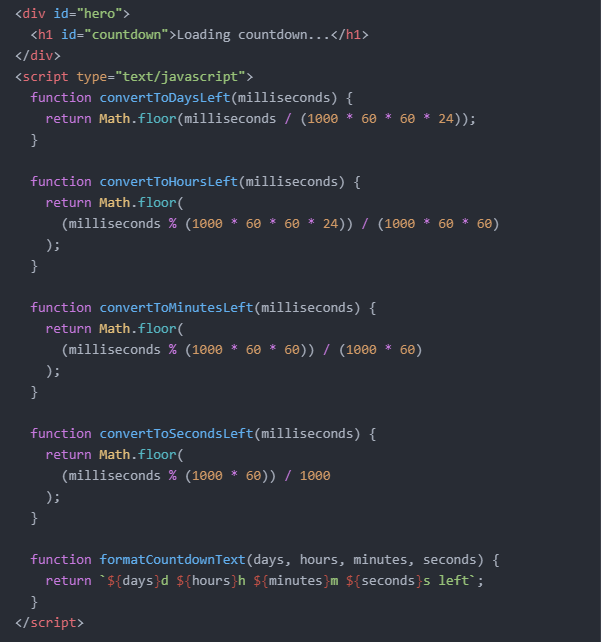 <div id="hero">
  <h1 id="countdown">Loading countdown...</h1>
</div>
<script type="text/javascript">
  function convertToDaysLeft(milliseconds) {
    return Math.floor(milliseconds / (1000 * 60 * 60 * 24));
  }

  function convertToHoursLeft(milliseconds) {
    return Math.floor(
      (milliseconds % (1000 * 60 * 60 * 24)) / (1000 * 60 * 60)
    );
  }

  function convertToMinutesLeft(milliseconds) {
    return Math.floor(
      (milliseconds % (1000 * 60 * 60)) / (1000 * 60)
    );
  }

  function convertToSecondsLeft(milliseconds) {
    return Math.floor(
      (milliseconds % (1000 * 60)) / 1000
    );
  }

  function formatCountdownText(days, hours, minutes, seconds) {
    return `${days}d ${hours}h ${minutes}m ${seconds}s left`;
  }
</script>